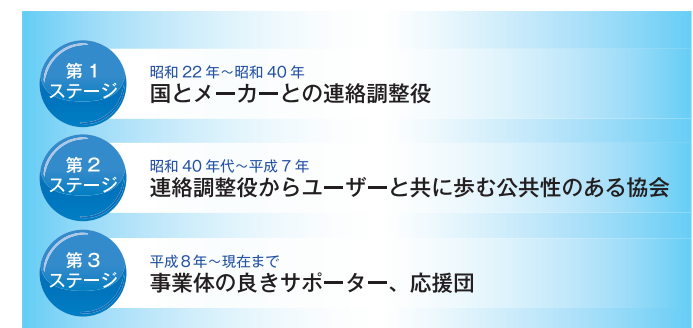 第 1
ステージ
昭和 22 年～昭和 40 年
国とメーカーとの連絡調整役
第 2
ステージ
昭和 40 年代～平成 7 年
連絡調整役からユーザーと共に歩む公共性のある協会
第 3
ステージ
平成 8 年～現在まで
事業体の良きサポーター、応援団